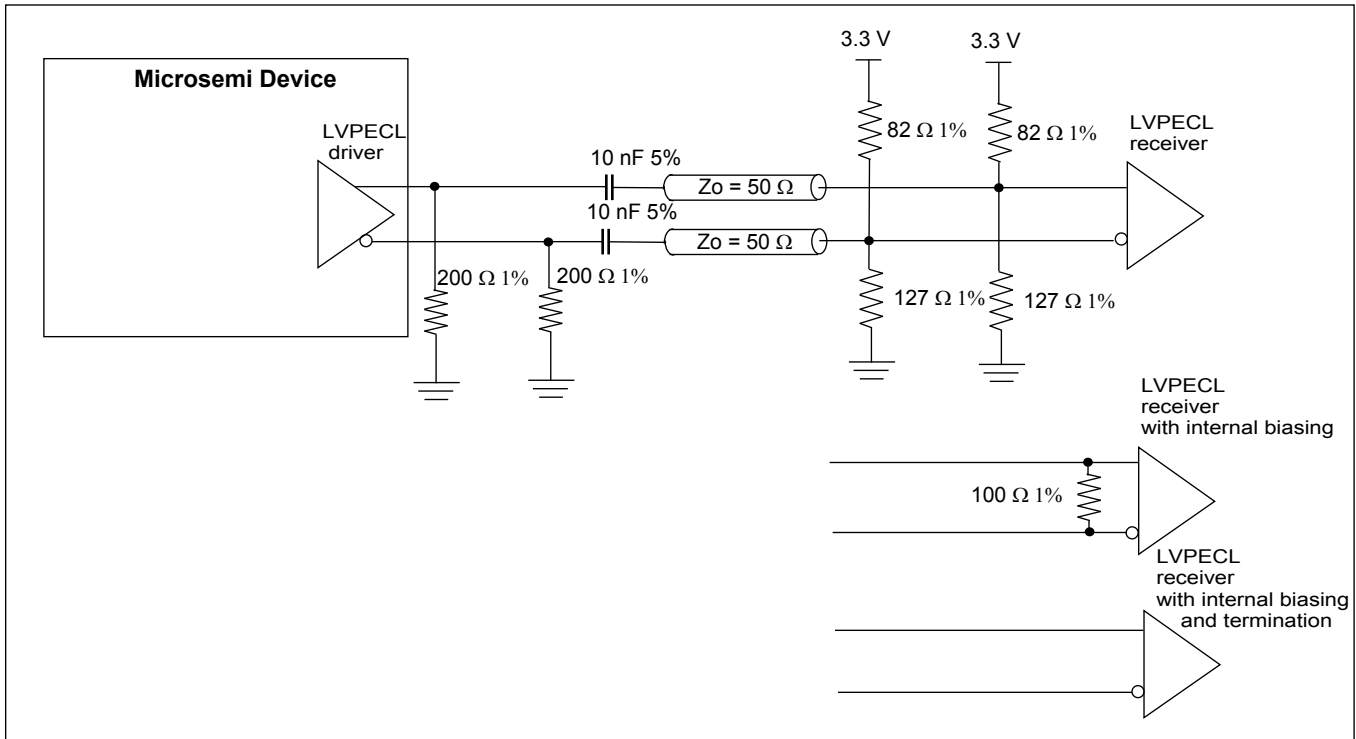 3.3 V
3.3 V
Microsemi Device
LVPECL
driver
82 Ω 1%
82 Ω 1%
LVPECL
receiver
10 nF 5%
Zo = 50 Ω
10 nF 5%
Zo = 50 Ω
200 Ω 1%
200 Ω 1%
127 Ω 1%
127 Ω 1%
LVPECL
receiver
with internal biasing
100 Ω 1%
LVPECL
receiver
with internal biasing
and termination